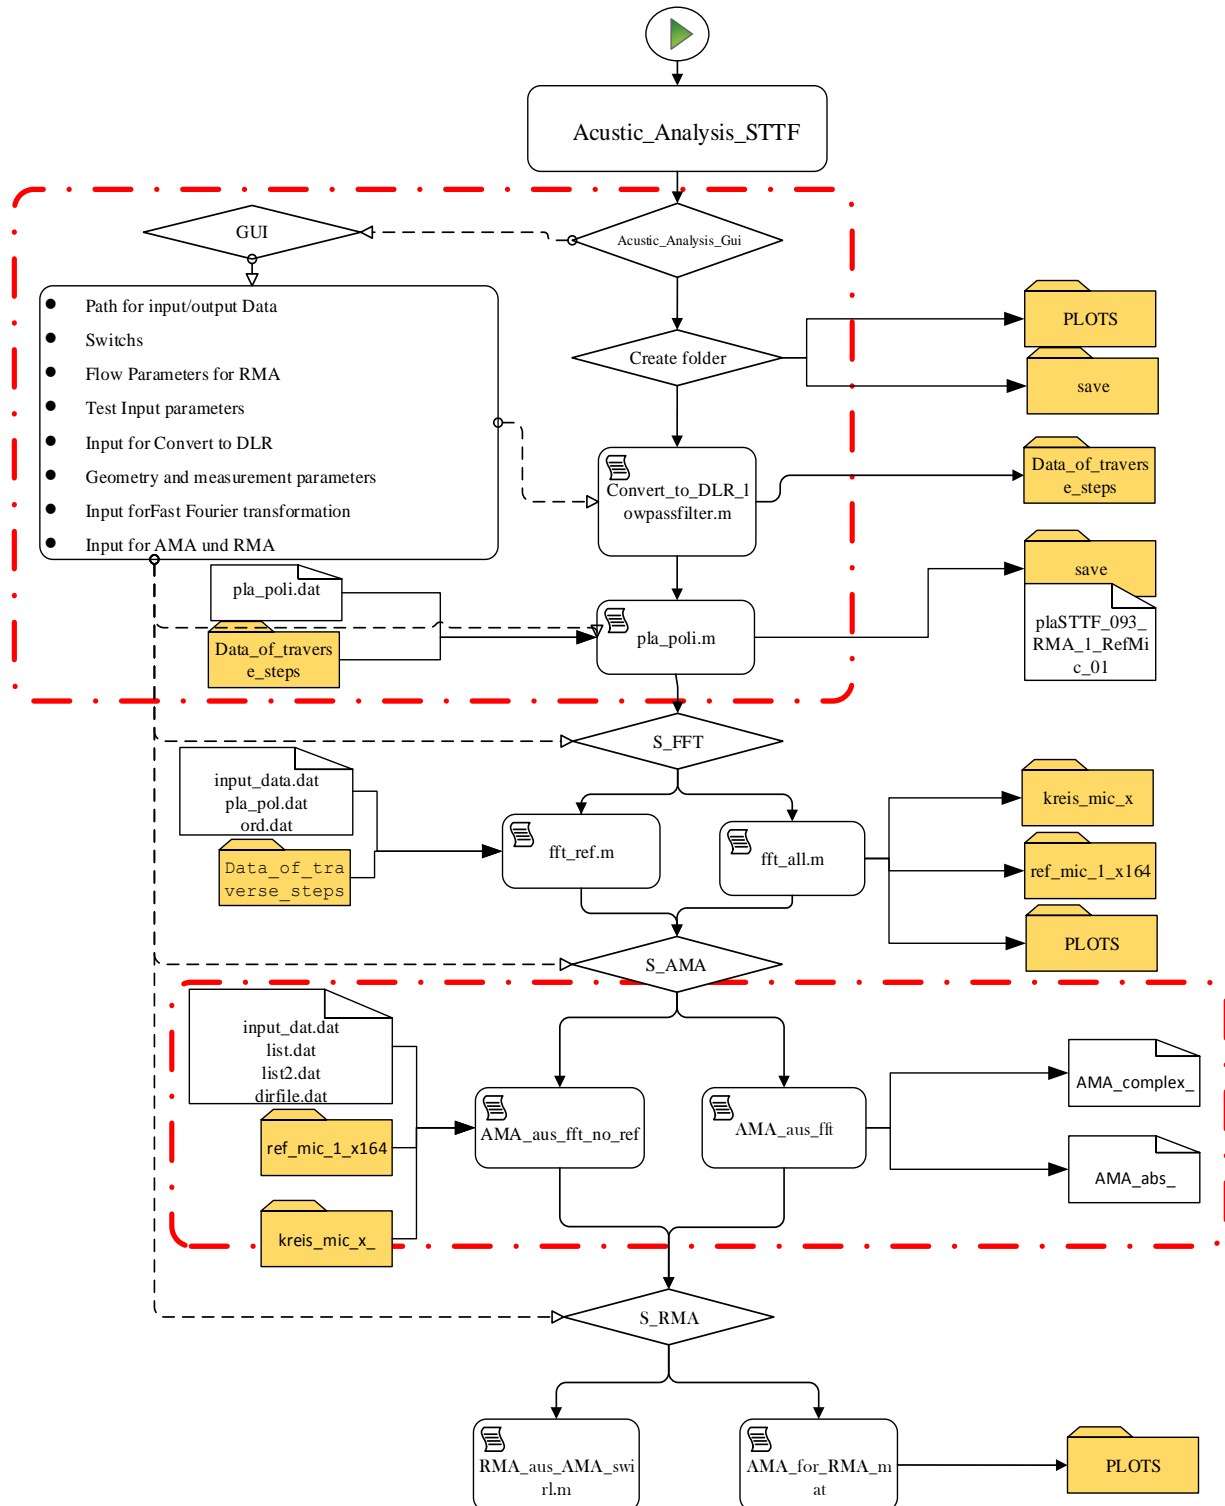 Acustic_Analysis_STTF
GUI
Acustic_Analysis_Gui
Path for input/output Data
Switchs
Flow Parameters for RMA
Test Input parameters
Input for Convert to DLR
Geometry and measurement parameters
Input forFast Fourier transformation
Input for AMA und RMA
Create folder
PLOTS
save
Convert_to_DLR_l
owpassfilter.m
Data_of_travers
e_steps
pla_poli.dat
Data_of_travers
e_steps
pla_poli.m
save
plaSTTF_093_
RMA_1_RefMi
c_01
S_FFT
input_data.dat
pla_pol.dat
ord.dat
Data_of_tra
verse_steps
fft_ref.m
fft_all.m
kreis_mic_x
ref_mic_1_x164
PLOTS
S_AMA
input_dat.dat
list.dat
list2.dat
dirfile.dat
ref_mic_1_x164
kreis_mic_x_
AMA_aus_fft_no_ref
AMA_aus_fft
AMA_complex_
AMA_abs_
S_RMA
RMA_aus_AMA_swi
rl.m
AMA_for_RMA_m
at
PLOTS